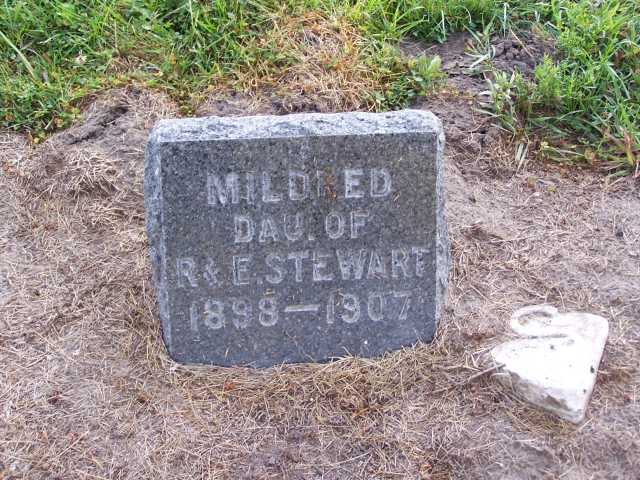 MILDRED
DAU. OF
R & E. STEWART
1898—1907